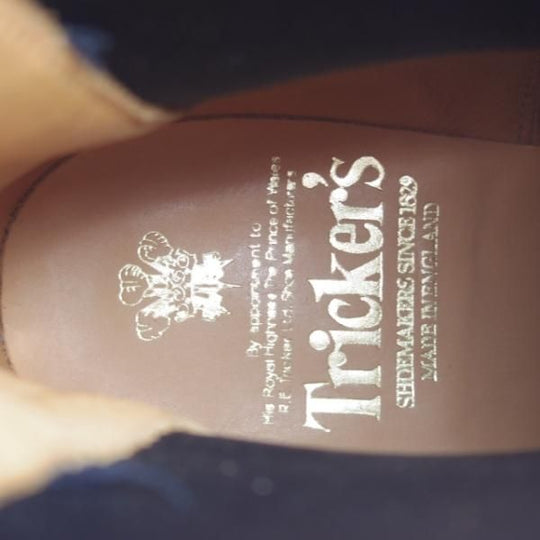 By appointment to
His Royal Highness The Prince of Wales
R.E. Tricker Ltd. Shoe Manufacturers
Tricker's
SHOEMAKERS SINCE 1829
MADE IN ENGLAND